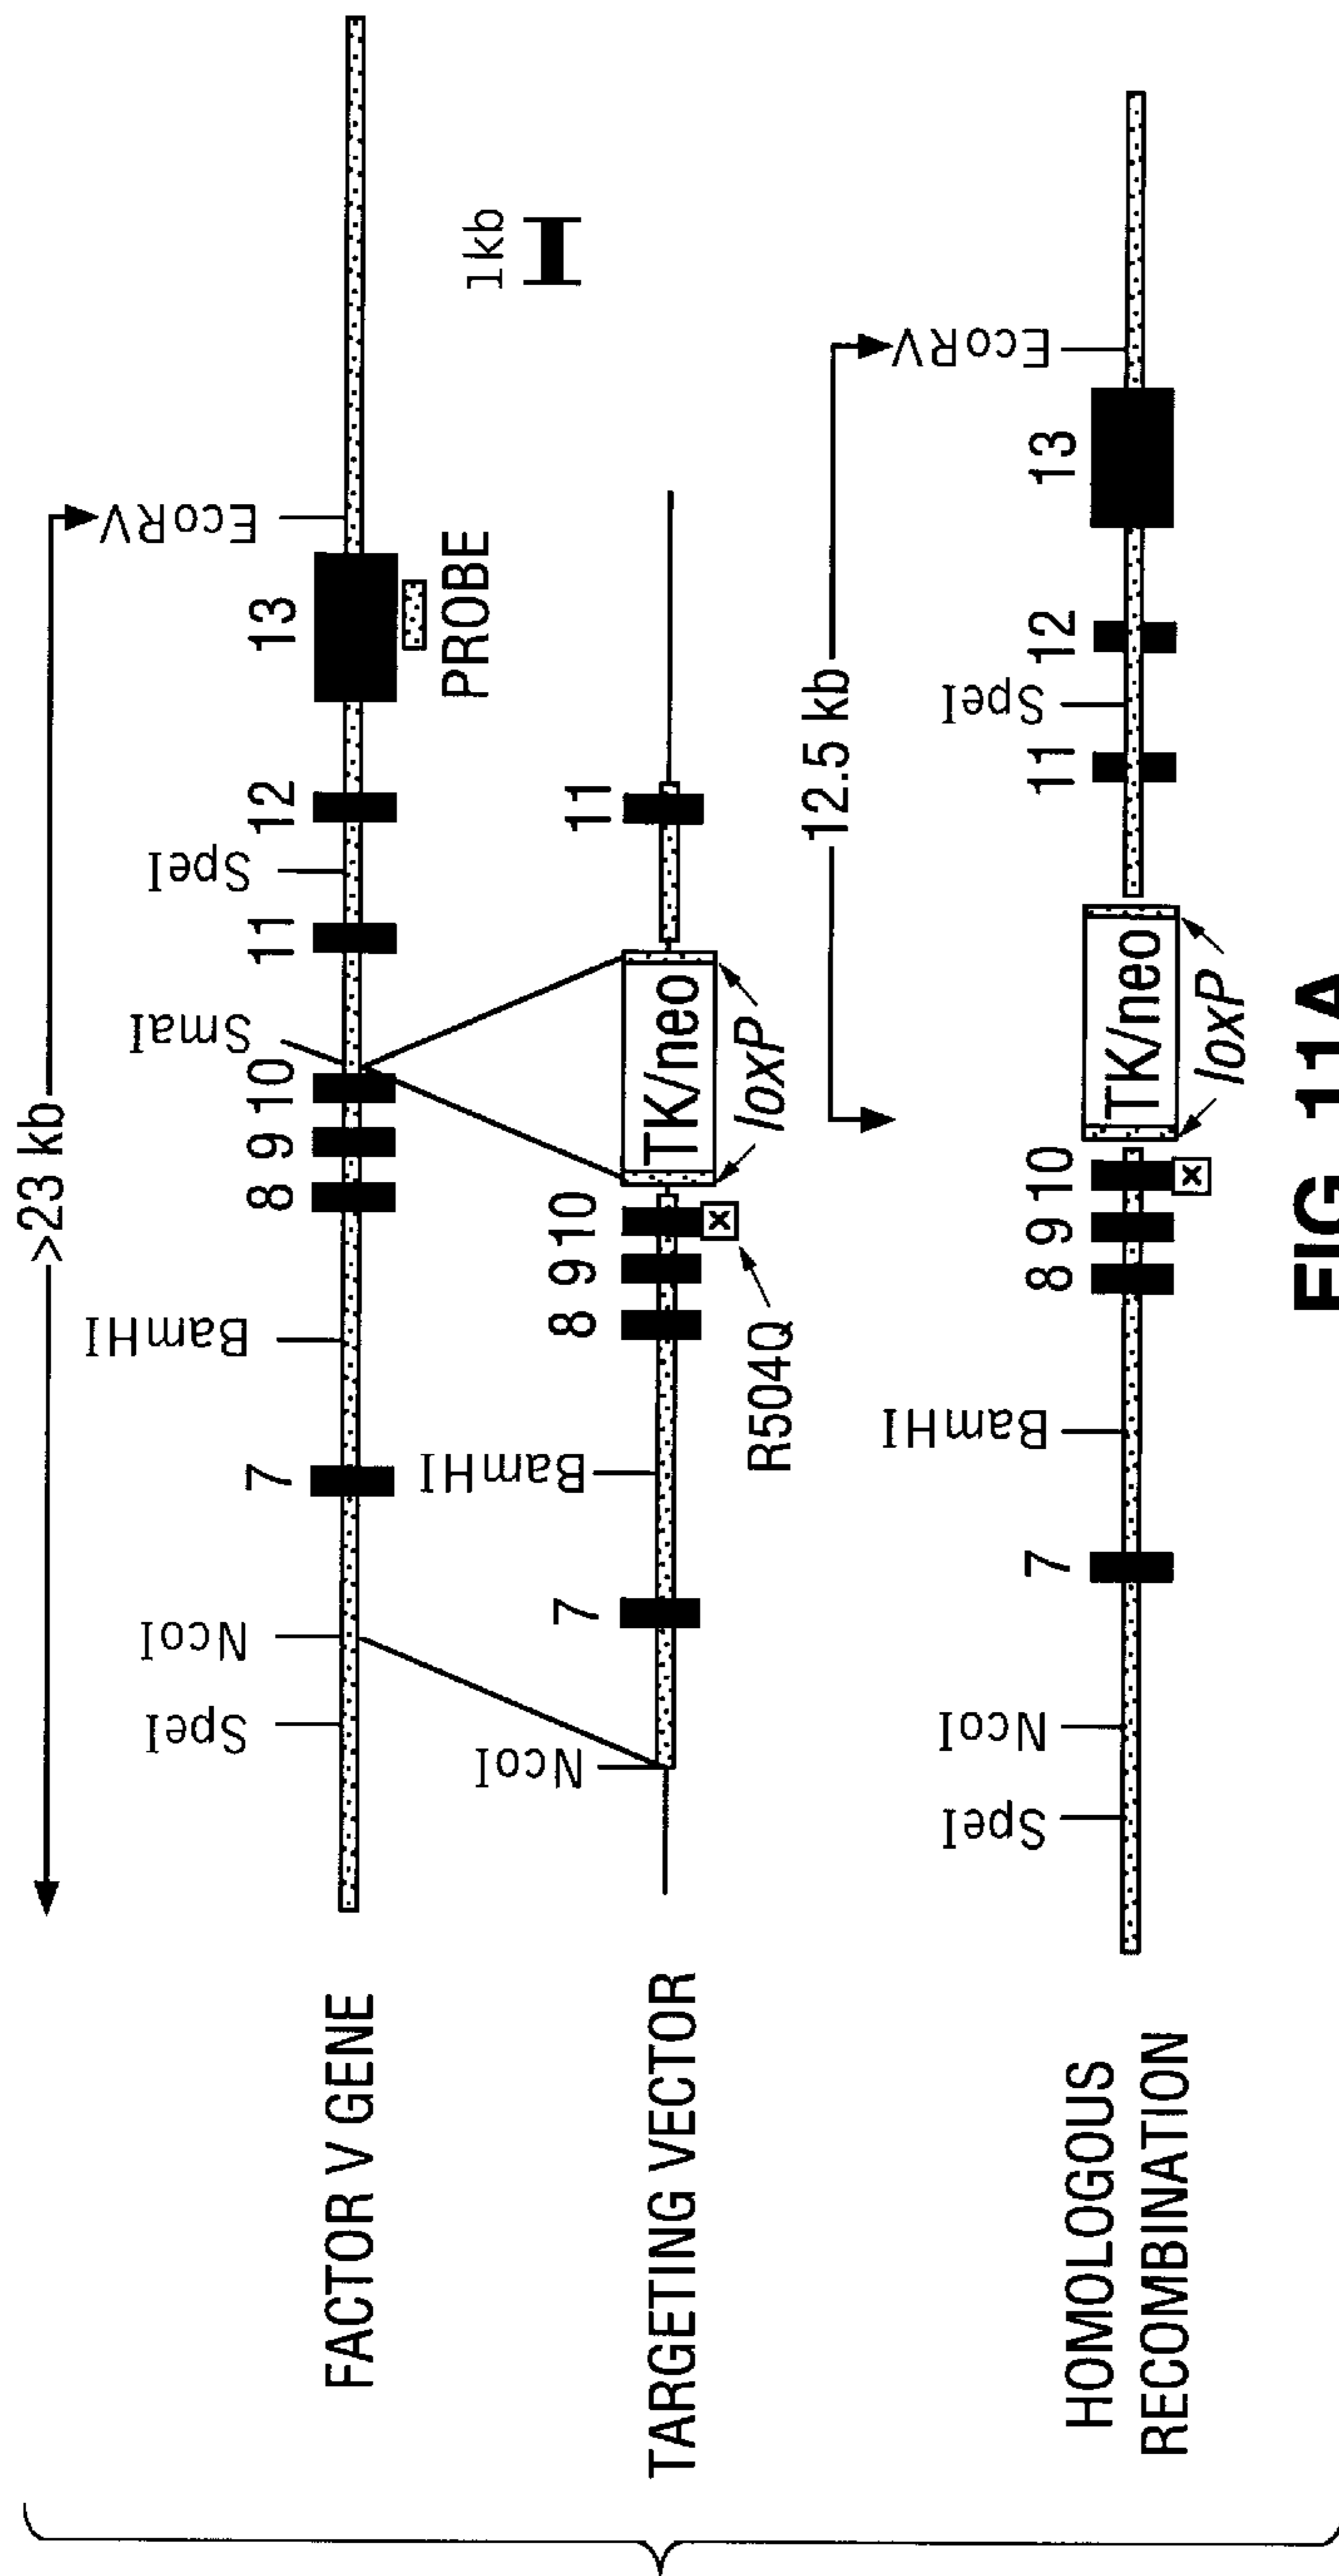 >23 kb
SpeI NcoI BamHI SmaI SpeI EcoRV
7 8 9 10 11 12 13
FACTOR V GENE
PROBE
1kb
NcoI BamHI
7 8 9 10 11
TARGETING VECTOR
TK/neo
x
loxP
R504Q
12.5 kb
SpeI NcoI BamHI SpeI EcoRV
7 8 9 10 11 12 13
HOMOLOGOUS
RECOMBINATION
TK/neo
x
loxP
FIG. 11A